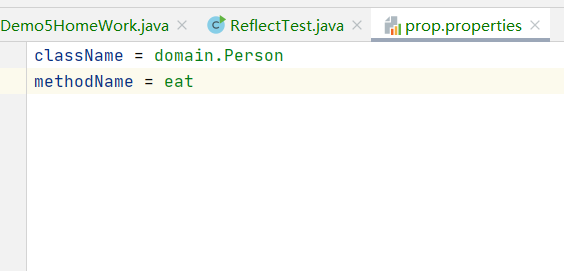 Demo5HomeWork.java ReflectTest.java prop.properties
className = domain.Person
methodName = eat